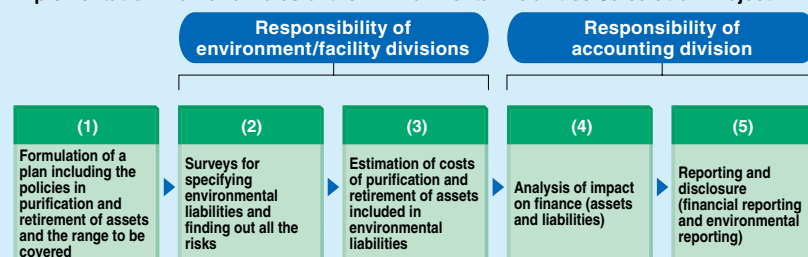 Responsibility of
environment/facility divisions
Responsibility of
accounting division
(1)
Formulation of a
plan including the
policies in
purification and
retirement of assets
and the range to be
covered
(2)
Surveys for
specifying
environmental
liabilities and
finding out all the
risks
(3)
Estimation of costs
of purification and
retirement of assets
included in
environmental
liabilities
(4)
Analysis of impact
on finance (assets
and liabilities)
(5)
Reporting and
disclosure
(financial reporting
and environmental
reporting)